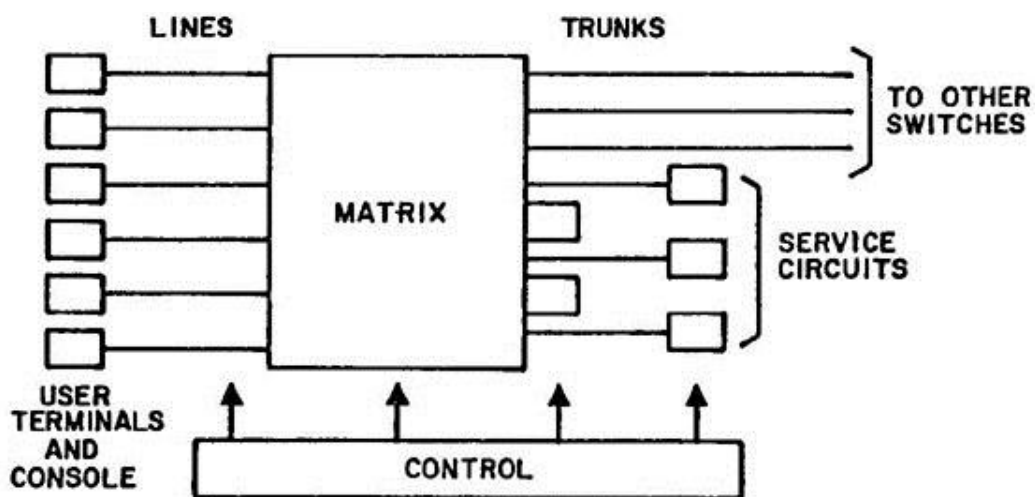 LINES
TRUNKS
TO OTHER
SWITCHES
MATRIX
SERVICE
CIRCUITS
USER
TERMINALS
AND
CONSOLE
CONTROL